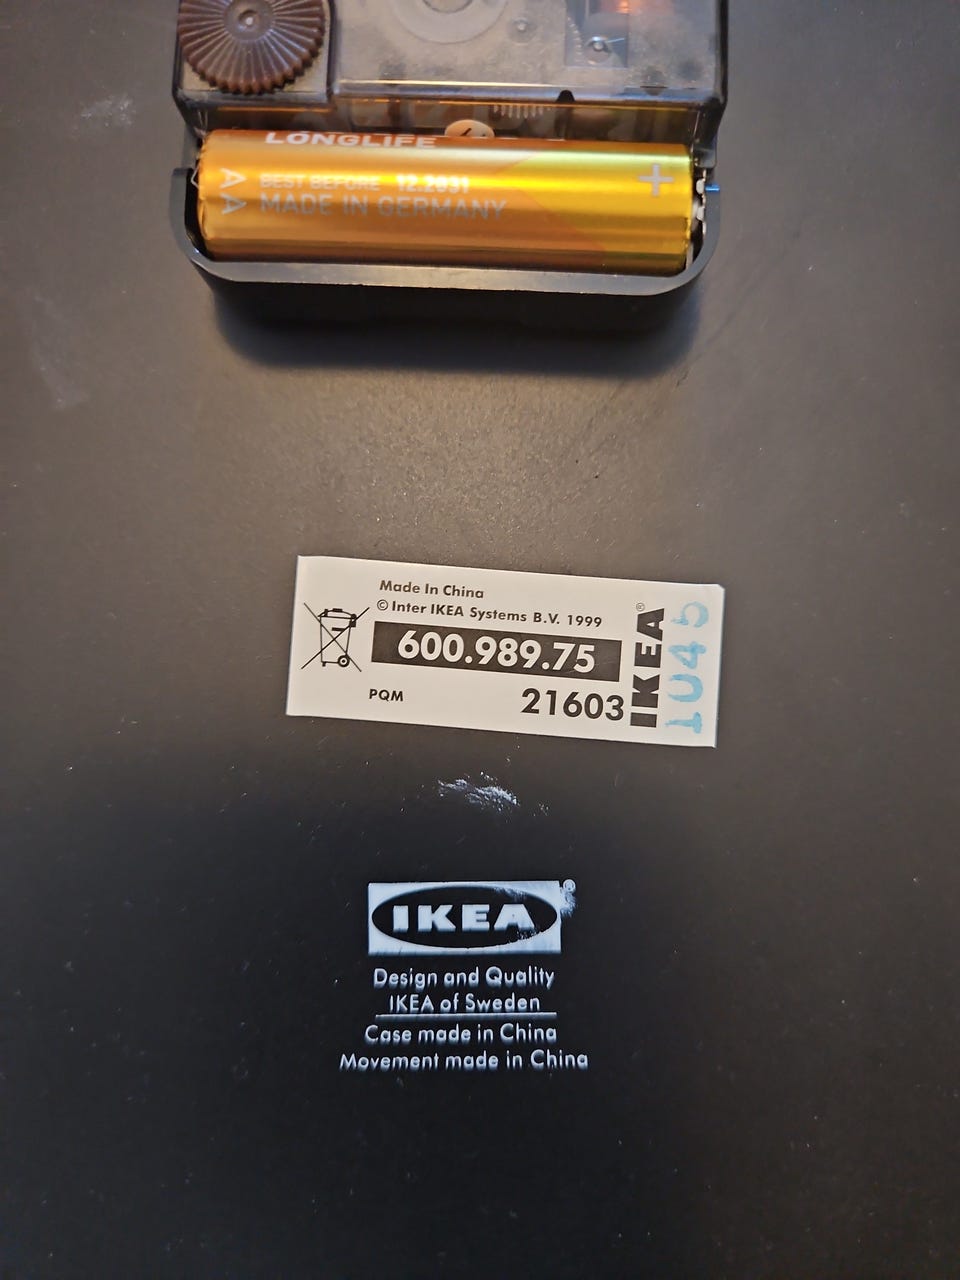 LONGLIFE
AA
BEST BEFORE 12.2031
MADE IN GERMANY
+
Made In China
© Inter IKEA Systems B.V. 1999
600.989.75
PQM
21603
IKEA®
1045
IKEA®
Design and Quality
IKEA of Sweden
Case made in China
Movement made in China